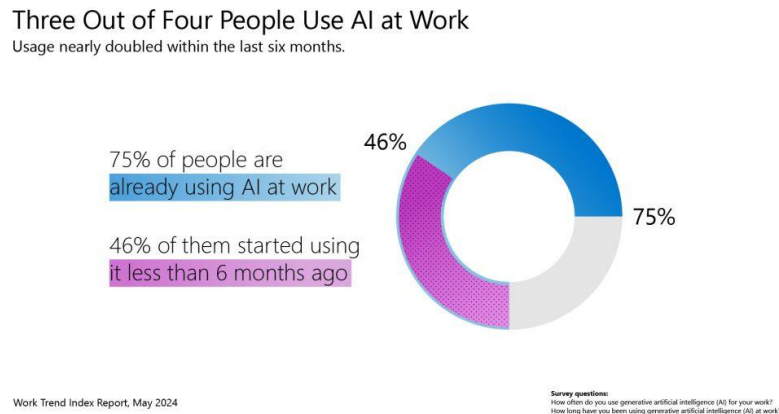 Three Out of Four People Use AI at Work
Usage nearly doubled within the last six months.
46%
75% of people are
already using AI at work
75%
46% of them started using
it less than 6 months ago
Work Trend Index Report, May 2024
Survey questions:
How often do you use generative artificial intelligence (AI) for your work?
How long have you been using generative artificial intelligence (AI) at work